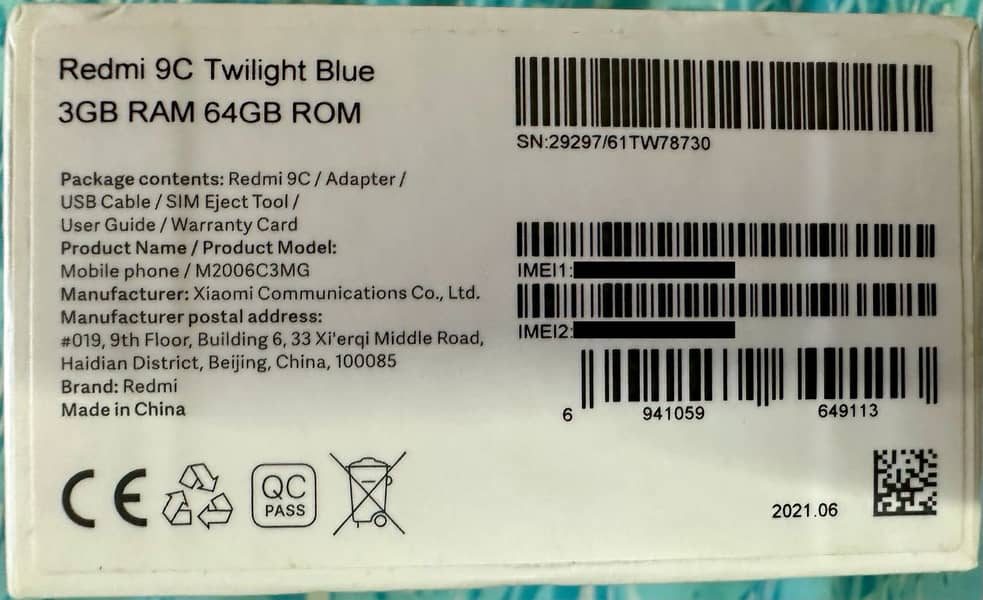 Redmi 9C Twilight Blue
3GB RAM 64GB ROM
SN:29297/61TW78730
Package contents: Redmi 9C / Adapter /
USB Cable / SIM Eject Tool /
User Guide / Warranty Card
Product Name / Product Model:
Mobile phone / M2006C3MG
Manufacturer: Xiaomi Communications Co., Ltd.
Manufacturer postal address:
#019, 9th Floor, Building 6, 33 Xi'erqi Middle Road,
Haidian District, Beijing, China, 100085
Brand: Redmi
Made in China
IMEI1:
IMEI2:
6 941059 649113
CE
QC
PASS
2021.06